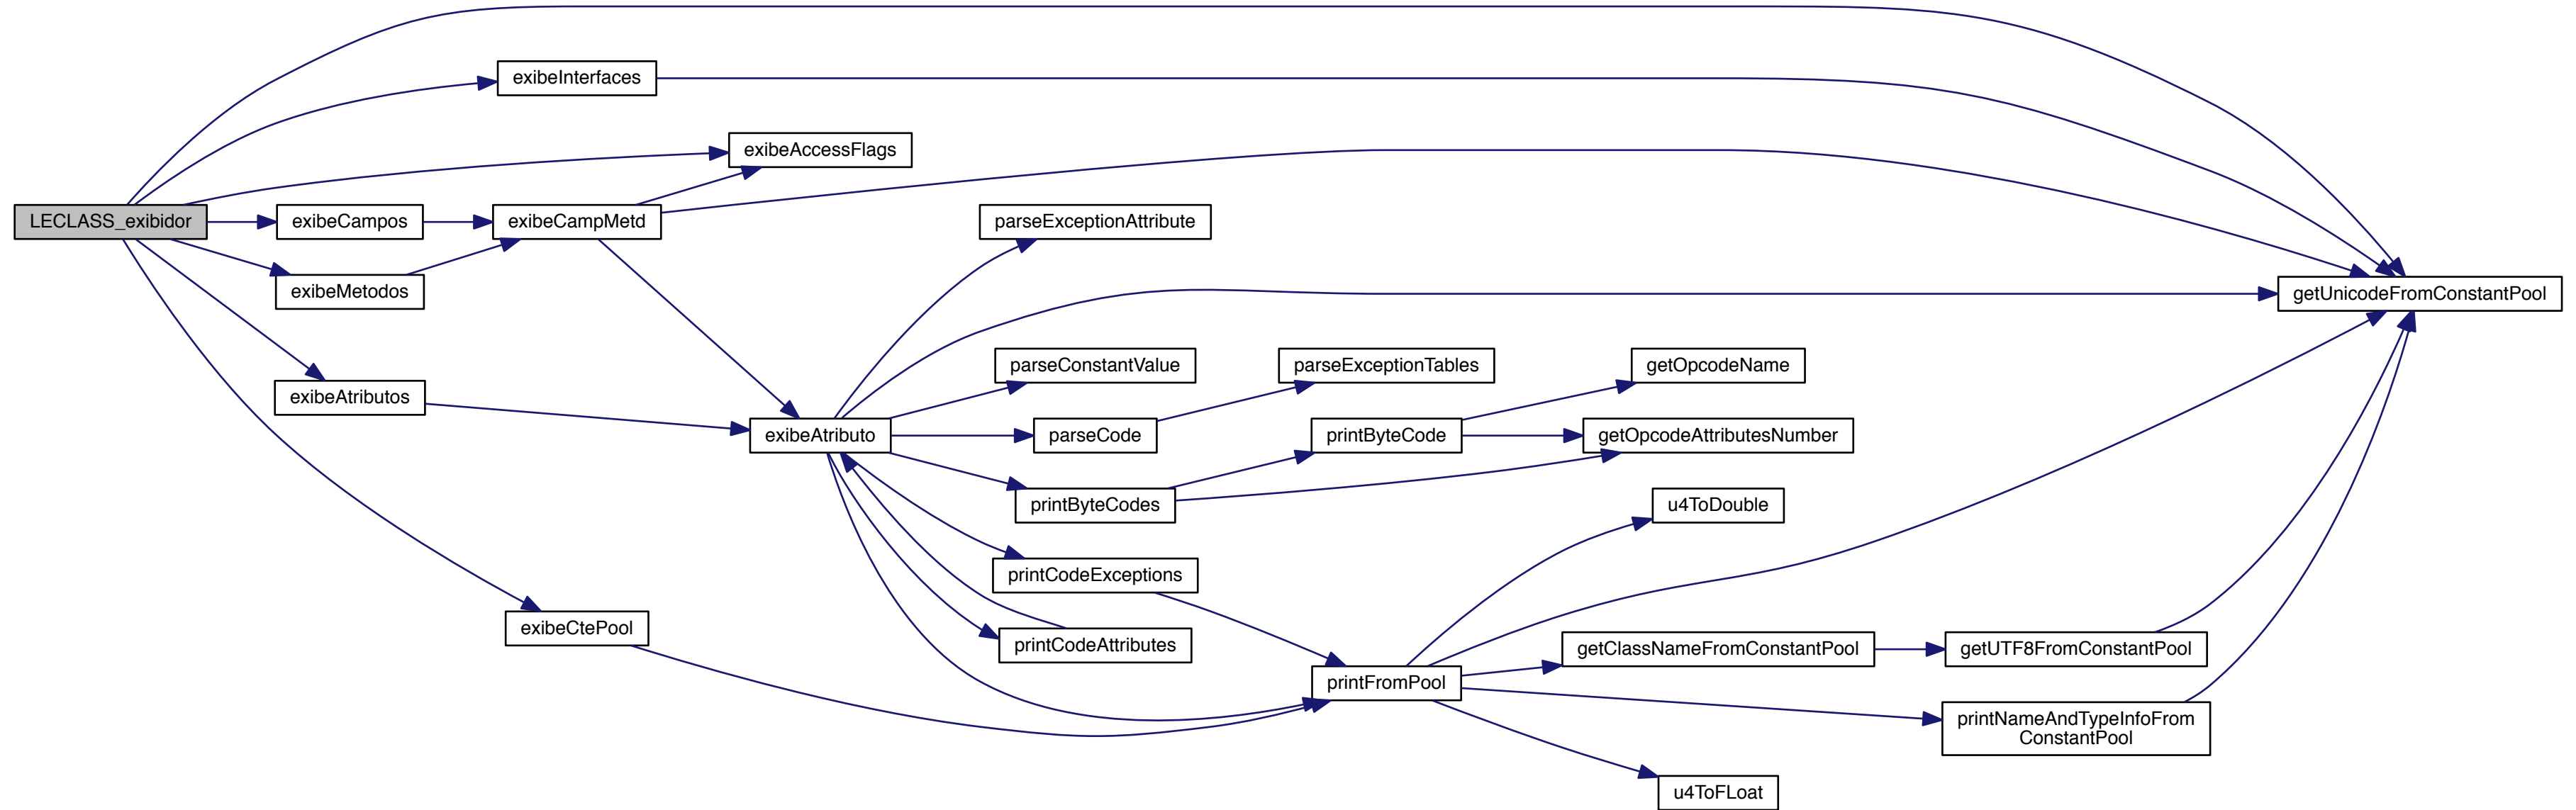 exibeInterfaces
exibeAccessFlags
LECLASS_exibidor
exibeCampos
exibeCampMetd
parseExceptionAttribute
exibeMetodos
getUnicodeFromConstantPool
parseConstantValue
parseExceptionTables
getOpcodeName
exibeAtributos
exibeAtributo
parseCode
printByteCode
getOpcodeAttributesNumber
printByteCodes
u4ToDouble
printCodeExceptions
exibeCtePool
printCodeAttributes
getClassNameFromConstantPool
getUTF8FromConstantPool
printFromPool
printNameAndTypeInfoFrom
ConstantPool
u4ToFLoat